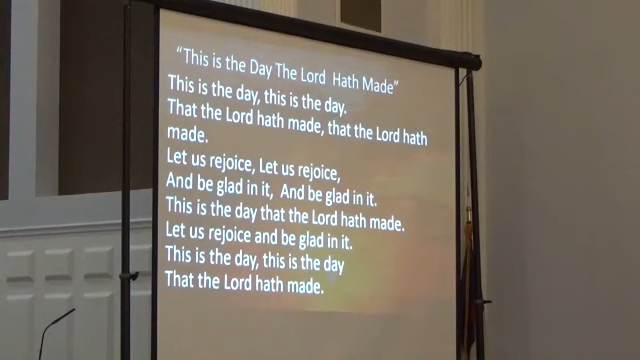 “This is the Day The Lord  Hath Made”
This is the day, this is the day.
That the Lord hath made, that the Lord hath
made.
Let us rejoice, Let us rejoice,
And be glad in it,  And be glad in it.
This is the day that the Lord hath made.
Let us rejoice and be glad in it.
This is the day, this is the day
That the Lord hath made.